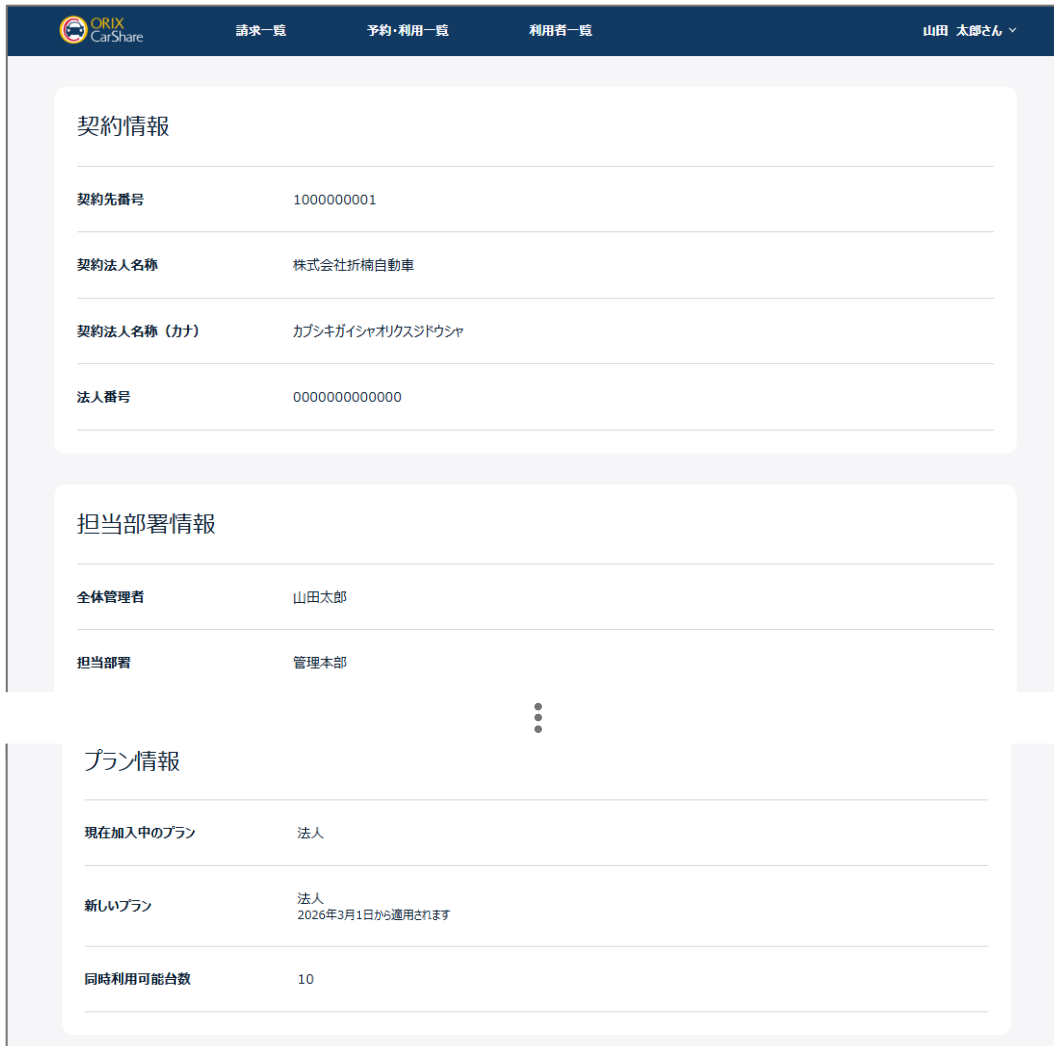 ORIX
CarShare
請求一覧 予約・利用一覧 利用者一覧 山田 太郎さん
契約情報
契約先番号 1000000001
契約法人名称 株式会社折楠自動車
契約法人名称（カナ） カブシキガイシャオリクスジドウシャ
法人番号 0000000000000
担当部署情報
全体管理者 山田太郎
担当部署 管理本部
プラン情報
現在加入中のプラン 法人
新しいプラン 法人
2026年3月1日から適用されます
同時利用可能台数 10